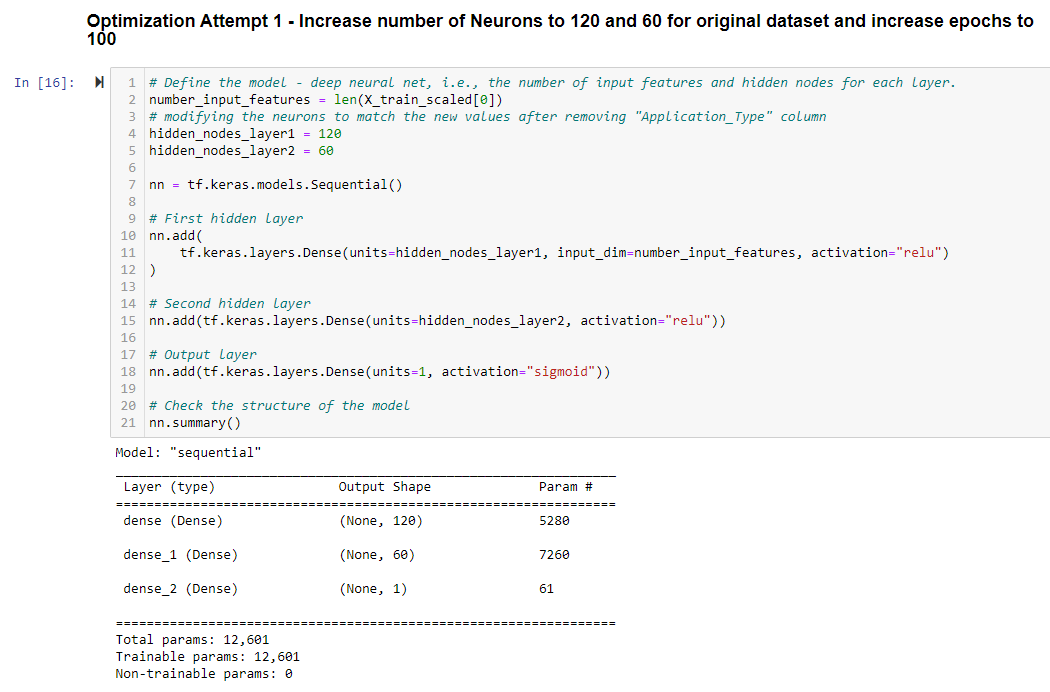 Optimization Attempt 1 - Increase number of Neurons to 120 and 60 for original dataset and increase epochs to
100
In [16]:
1 # Define the model - deep neural net, i.e., the number of input features and hidden nodes for each layer.
2 number_input_features = len(X_train_scaled[0])
3 # modifying the neurons to match the new values after removing "Application_Type" column
4 hidden_nodes_layer1 = 120
5 hidden_nodes_layer2 = 60
6
7 nn = tf.keras.models.Sequential()
8
9 # First hidden layer
10 nn.add(
11     tf.keras.layers.Dense(units=hidden_nodes_layer1, input_dim=number_input_features, activation="relu")
12 )
13
14 # Second hidden layer
15 nn.add(tf.keras.layers.Dense(units=hidden_nodes_layer2, activation="relu"))
16
17 # Output layer
18 nn.add(tf.keras.layers.Dense(units=1, activation="sigmoid"))
19
20 # Check the structure of the model
21 nn.summary()
Model: "sequential"
_________________________________________________________________
Layer (type) Output Shape Param #
=================================================================
dense (Dense) (None, 120) 5280
dense_1 (Dense) (None, 60) 7260
dense_2 (Dense) (None, 1) 61
=================================================================
Total params: 12,601
Trainable params: 12,601
Non-trainable params: 0